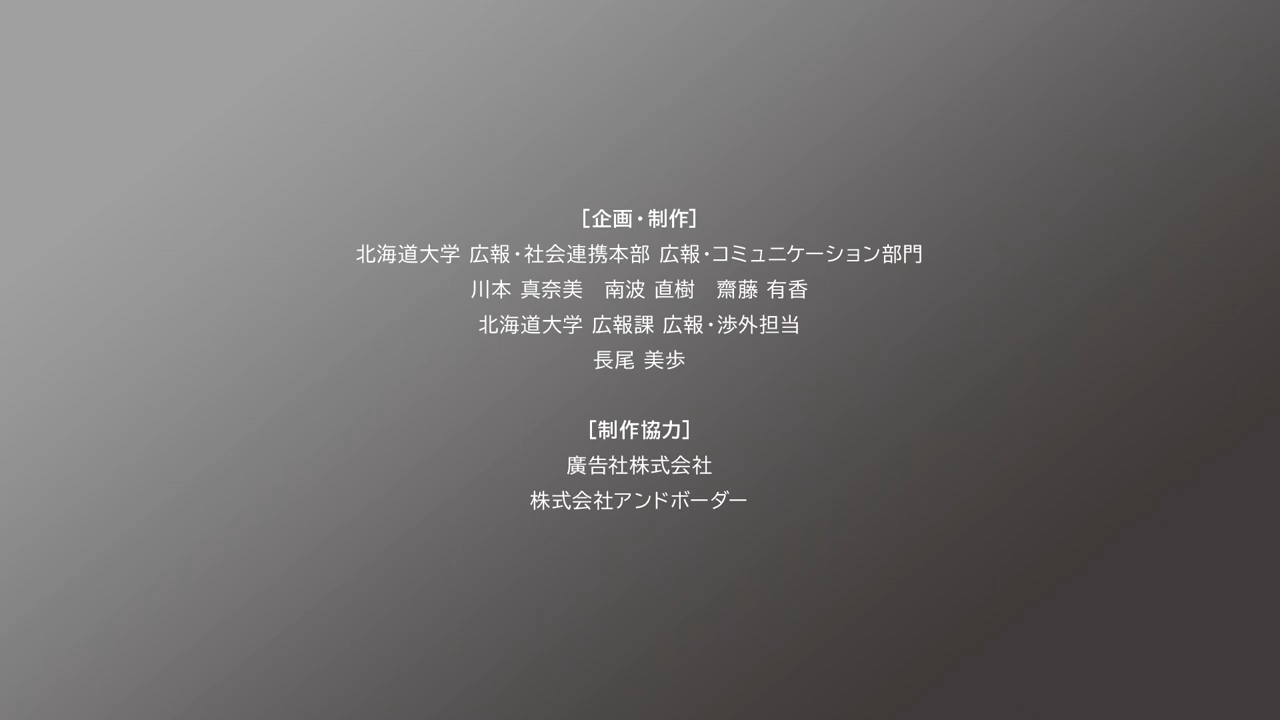 [企画・制作]
北海道大学 広報・社会連携本部 広報・コミュニケーション部門
川本 真奈美　南波 直樹　齋藤 有香
北海道大学 広報課 広報・渉外担当
長尾 美歩
[制作協力]
廣告社株式会社
株式会社アンドボーダー